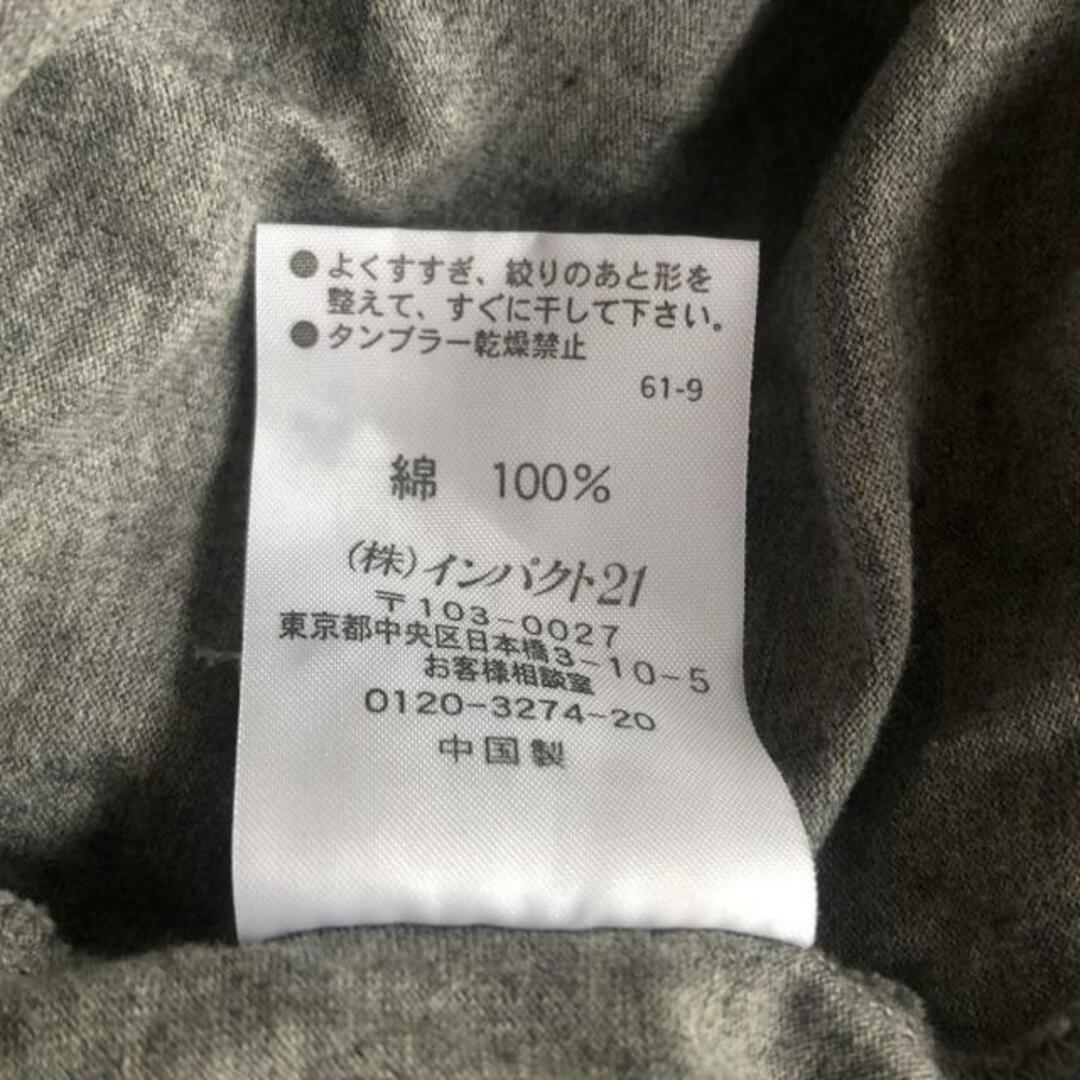 ●よくすすぎ、絞りのあと形を
整えて、すぐに干して下さい。
●タンブラー乾燥禁止
61-9
綿 100%
(株)インパクト21
〒103-0027
東京都中央区日本橋3-10-5
お客様相談室
0120-3274-20
中国製